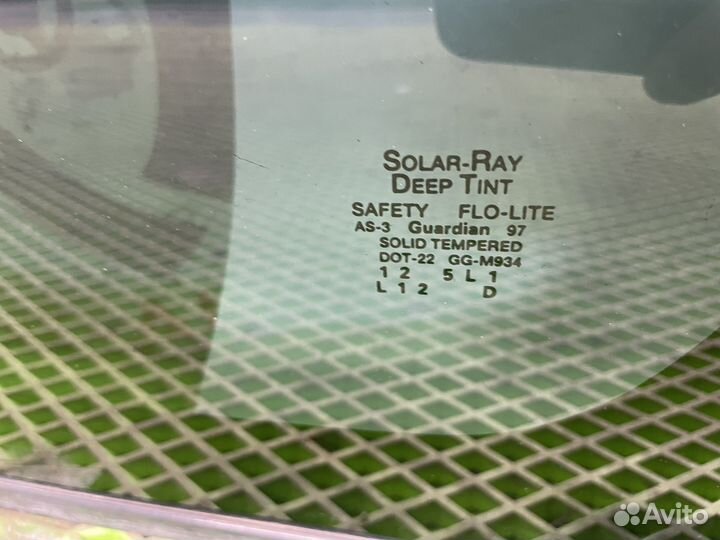 SOLAR-RAY
DEEP TINT
SAFETY FLO-LITE
AS-3 Guardian 97
SOLID TEMPERED
DOT-22 GG-M934
1 2 5 L 1
L 1 2 D
Avito